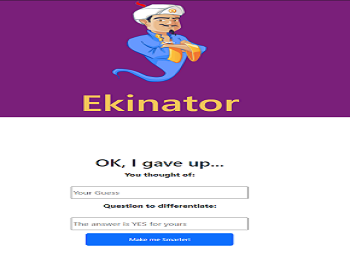 Ekinator
OK, I gave up...
You thought of:
Your Guess
Question to differentiate:
The answer is YES for yours
Make me Smarter!